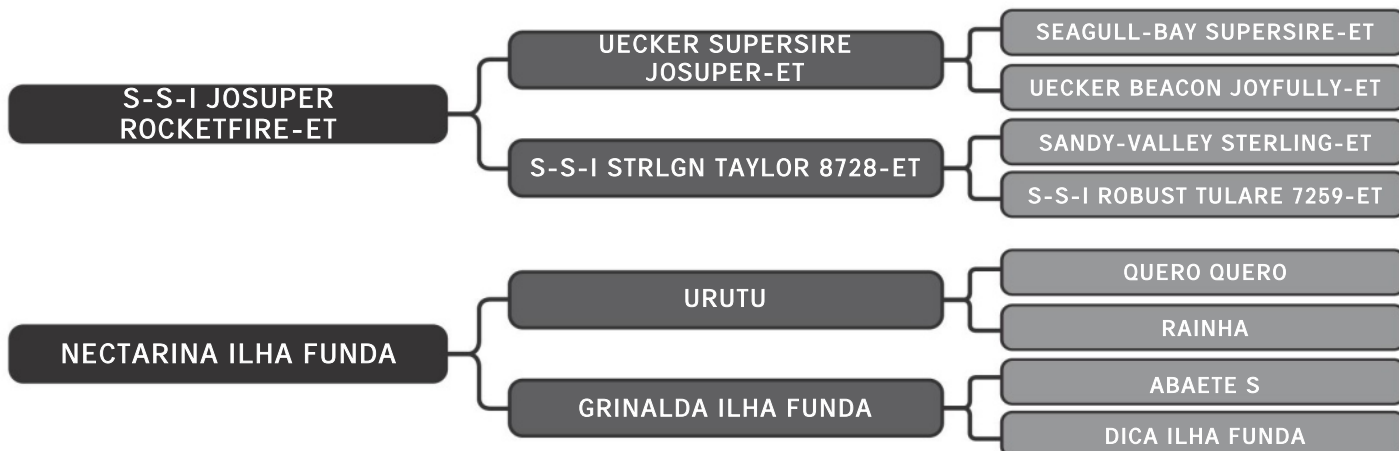 S-S-I JOSUPER
ROCKETFIRE-ET
UECKER SUPERSIRE
JOSUPER-ET
SEAGULL-BAY SUPERSIRE-ET
UECKER BEACON JOYFULLY-ET
S-S-I STRLGN TAYLOR 8728-ET
SANDY-VALLEY STERLING-ET
S-S-I ROBUST TULARE 7259-ET
NECTARINA ILHA FUNDA
URUTU
QUERO QUERO
RAINHA
GRINALDA ILHA FUNDA
ABAETE S
DICA ILHA FUNDA